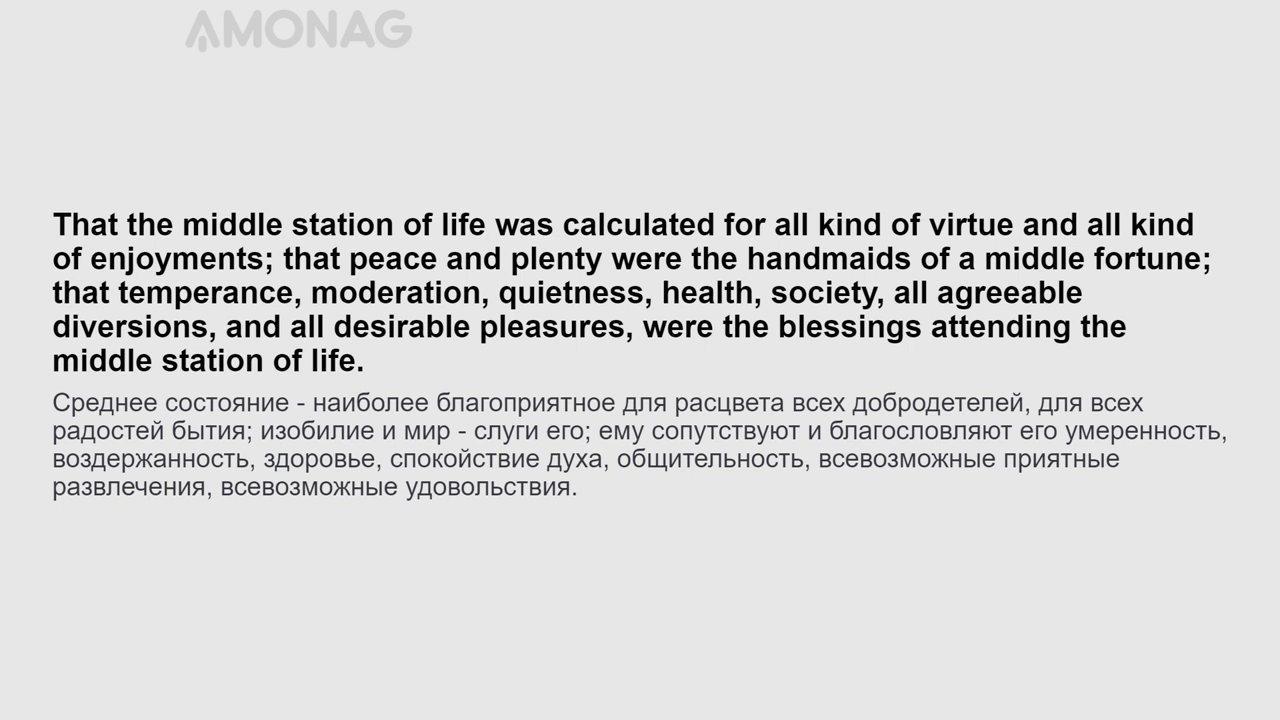 AMONAG
That the middle station of life was calculated for all kind of virtue and all kind
of enjoyments; that peace and plenty were the handmaids of a middle fortune;
that temperance, moderation, quietness, health, society, all agreeable
diversions, and all desirable pleasures, were the blessings attending the
middle station of life.
Среднее состояние - наиболее благоприятное для расцвета всех добродетелей, для всех
радостей бытия; изобилие и мир - слуги его; ему сопутствуют и благословляют его умеренность,
воздержанность, здоровье, спокойствие духа, общительность, всевозможные приятные
развлечения, всевозможные удовольствия.